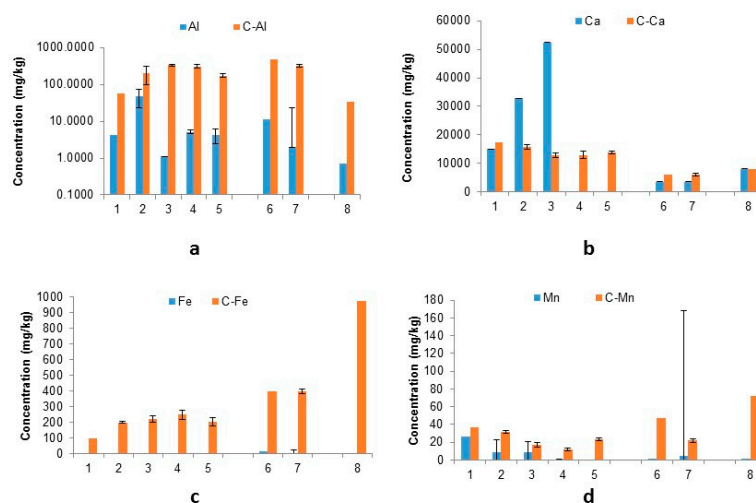 Al C-Al
Concentration (mg/kg)
1000.0000
100.0000
10.0000
1.0000
0.1000
1 2 3 4 5 6 7 8
a
Ca C-Ca
Concentration (mg/kg)
60000
50000
40000
30000
20000
10000
0
1 2 3 4 5 6 7 8
b
Fe C-Fe
Concentration (mg/kg)
1000
900
800
700
600
500
400
300
200
100
0
1 2 3 4 5 6 7 8
c
Mn C-Mn
Concentration (mg/kg)
180
160
140
120
100
80
60
40
20
0
1 2 3 4 5 6 7 8
d